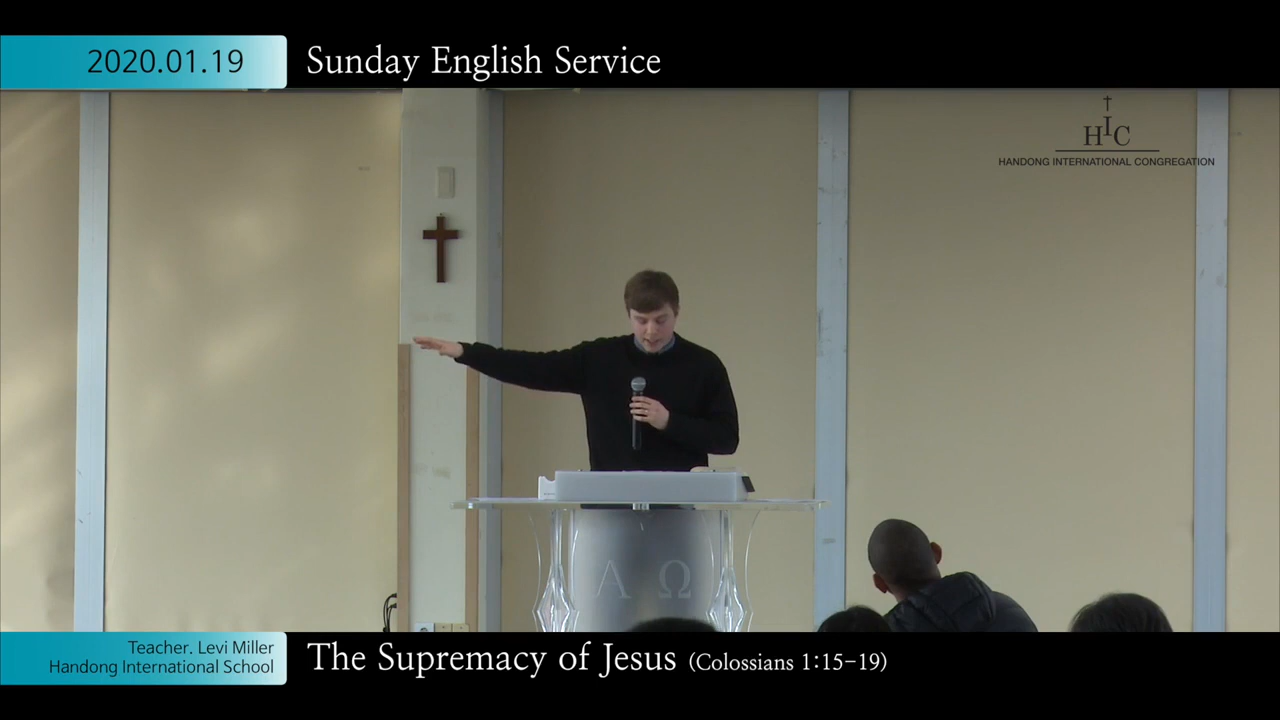 2020.01.19
Sunday English Service
HIC
HANDONG INTERNATIONAL CONGREGATION
Α Ω
Teacher. Levi Miller
Handong International School
The Supremacy of Jesus (Colossians 1:15-19)